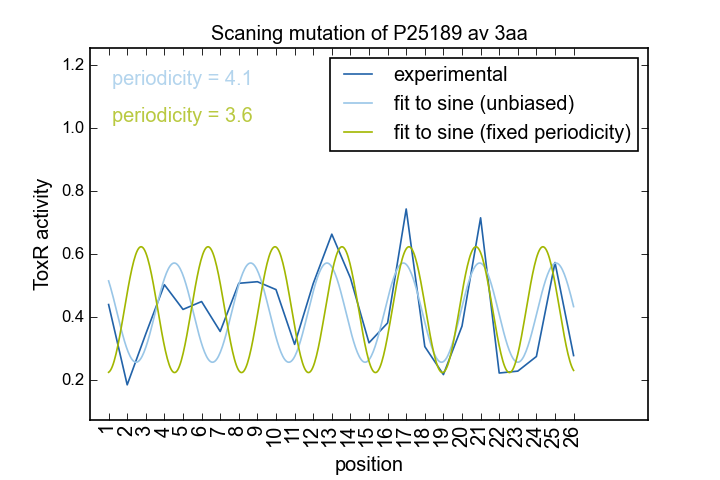 Scaning mutation of P25189 av 3aa
periodicity = 4.1
periodicity = 3.6
experimental
fit to sine (unbiased)
fit to sine (fixed periodicity)
ToxR activity
1.2
1.0
0.8
0.6
0.4
0.2
1 2 3 4 5 6 7 8 9 10 11 12 13 14 15 16 17 18 19 20 21 22 23 24 25 26
position